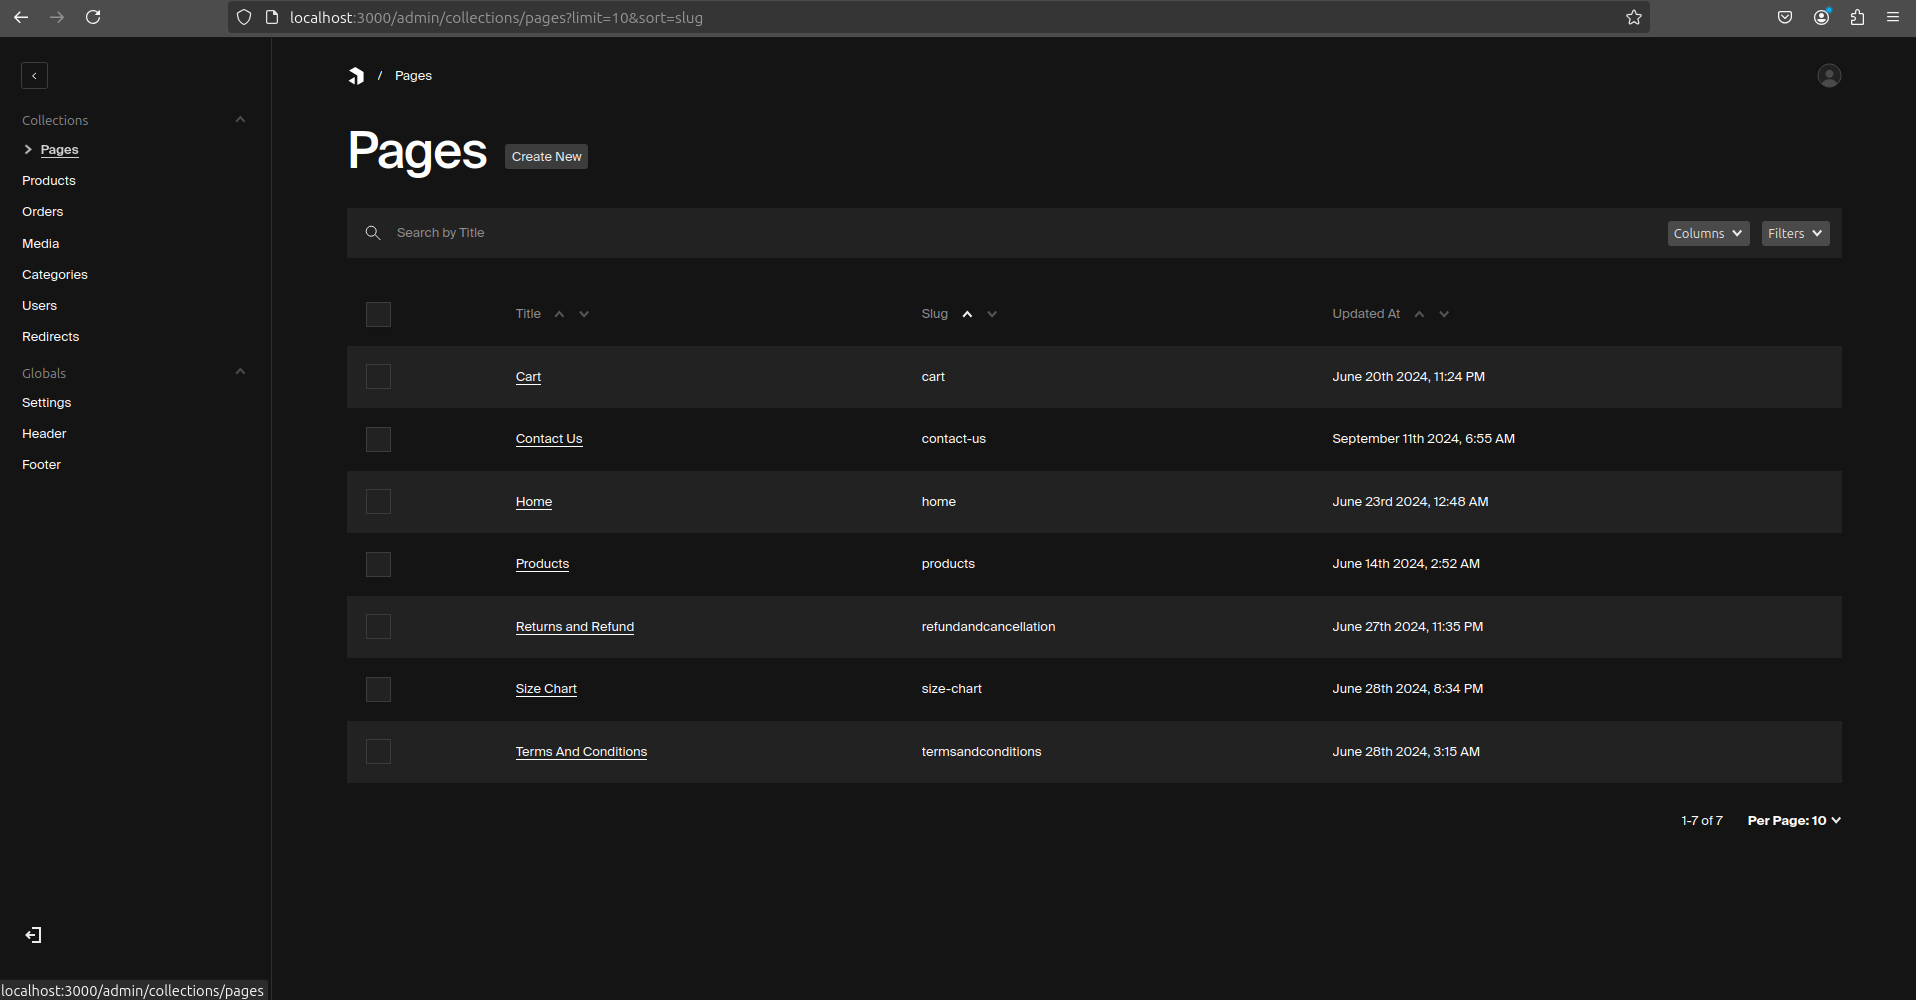 localhost:3000/admin/collections/pages?limit=10&sort=slug
/ Pages
Collections
Pages
Products
Orders
Media
Categories
Users
Redirects
Globals
Settings
Header
Footer
Pages Create New
Search by Title Columns Filters
Title Slug Updated At
Cart cart June 20th 2024, 11:24 PM
Contact Us contact-us September 11th 2024, 6:55 AM
Home home June 23rd 2024, 12:48 AM
Products products June 14th 2024, 2:52 AM
Returns and Refund refundandcancellation June 27th 2024, 11:35 PM
Size Chart size-chart June 28th 2024, 8:34 PM
Terms And Conditions termsandconditions June 28th 2024, 3:15 AM
1-7 of 7 Per Page: 10
localhost:3000/admin/collections/pages